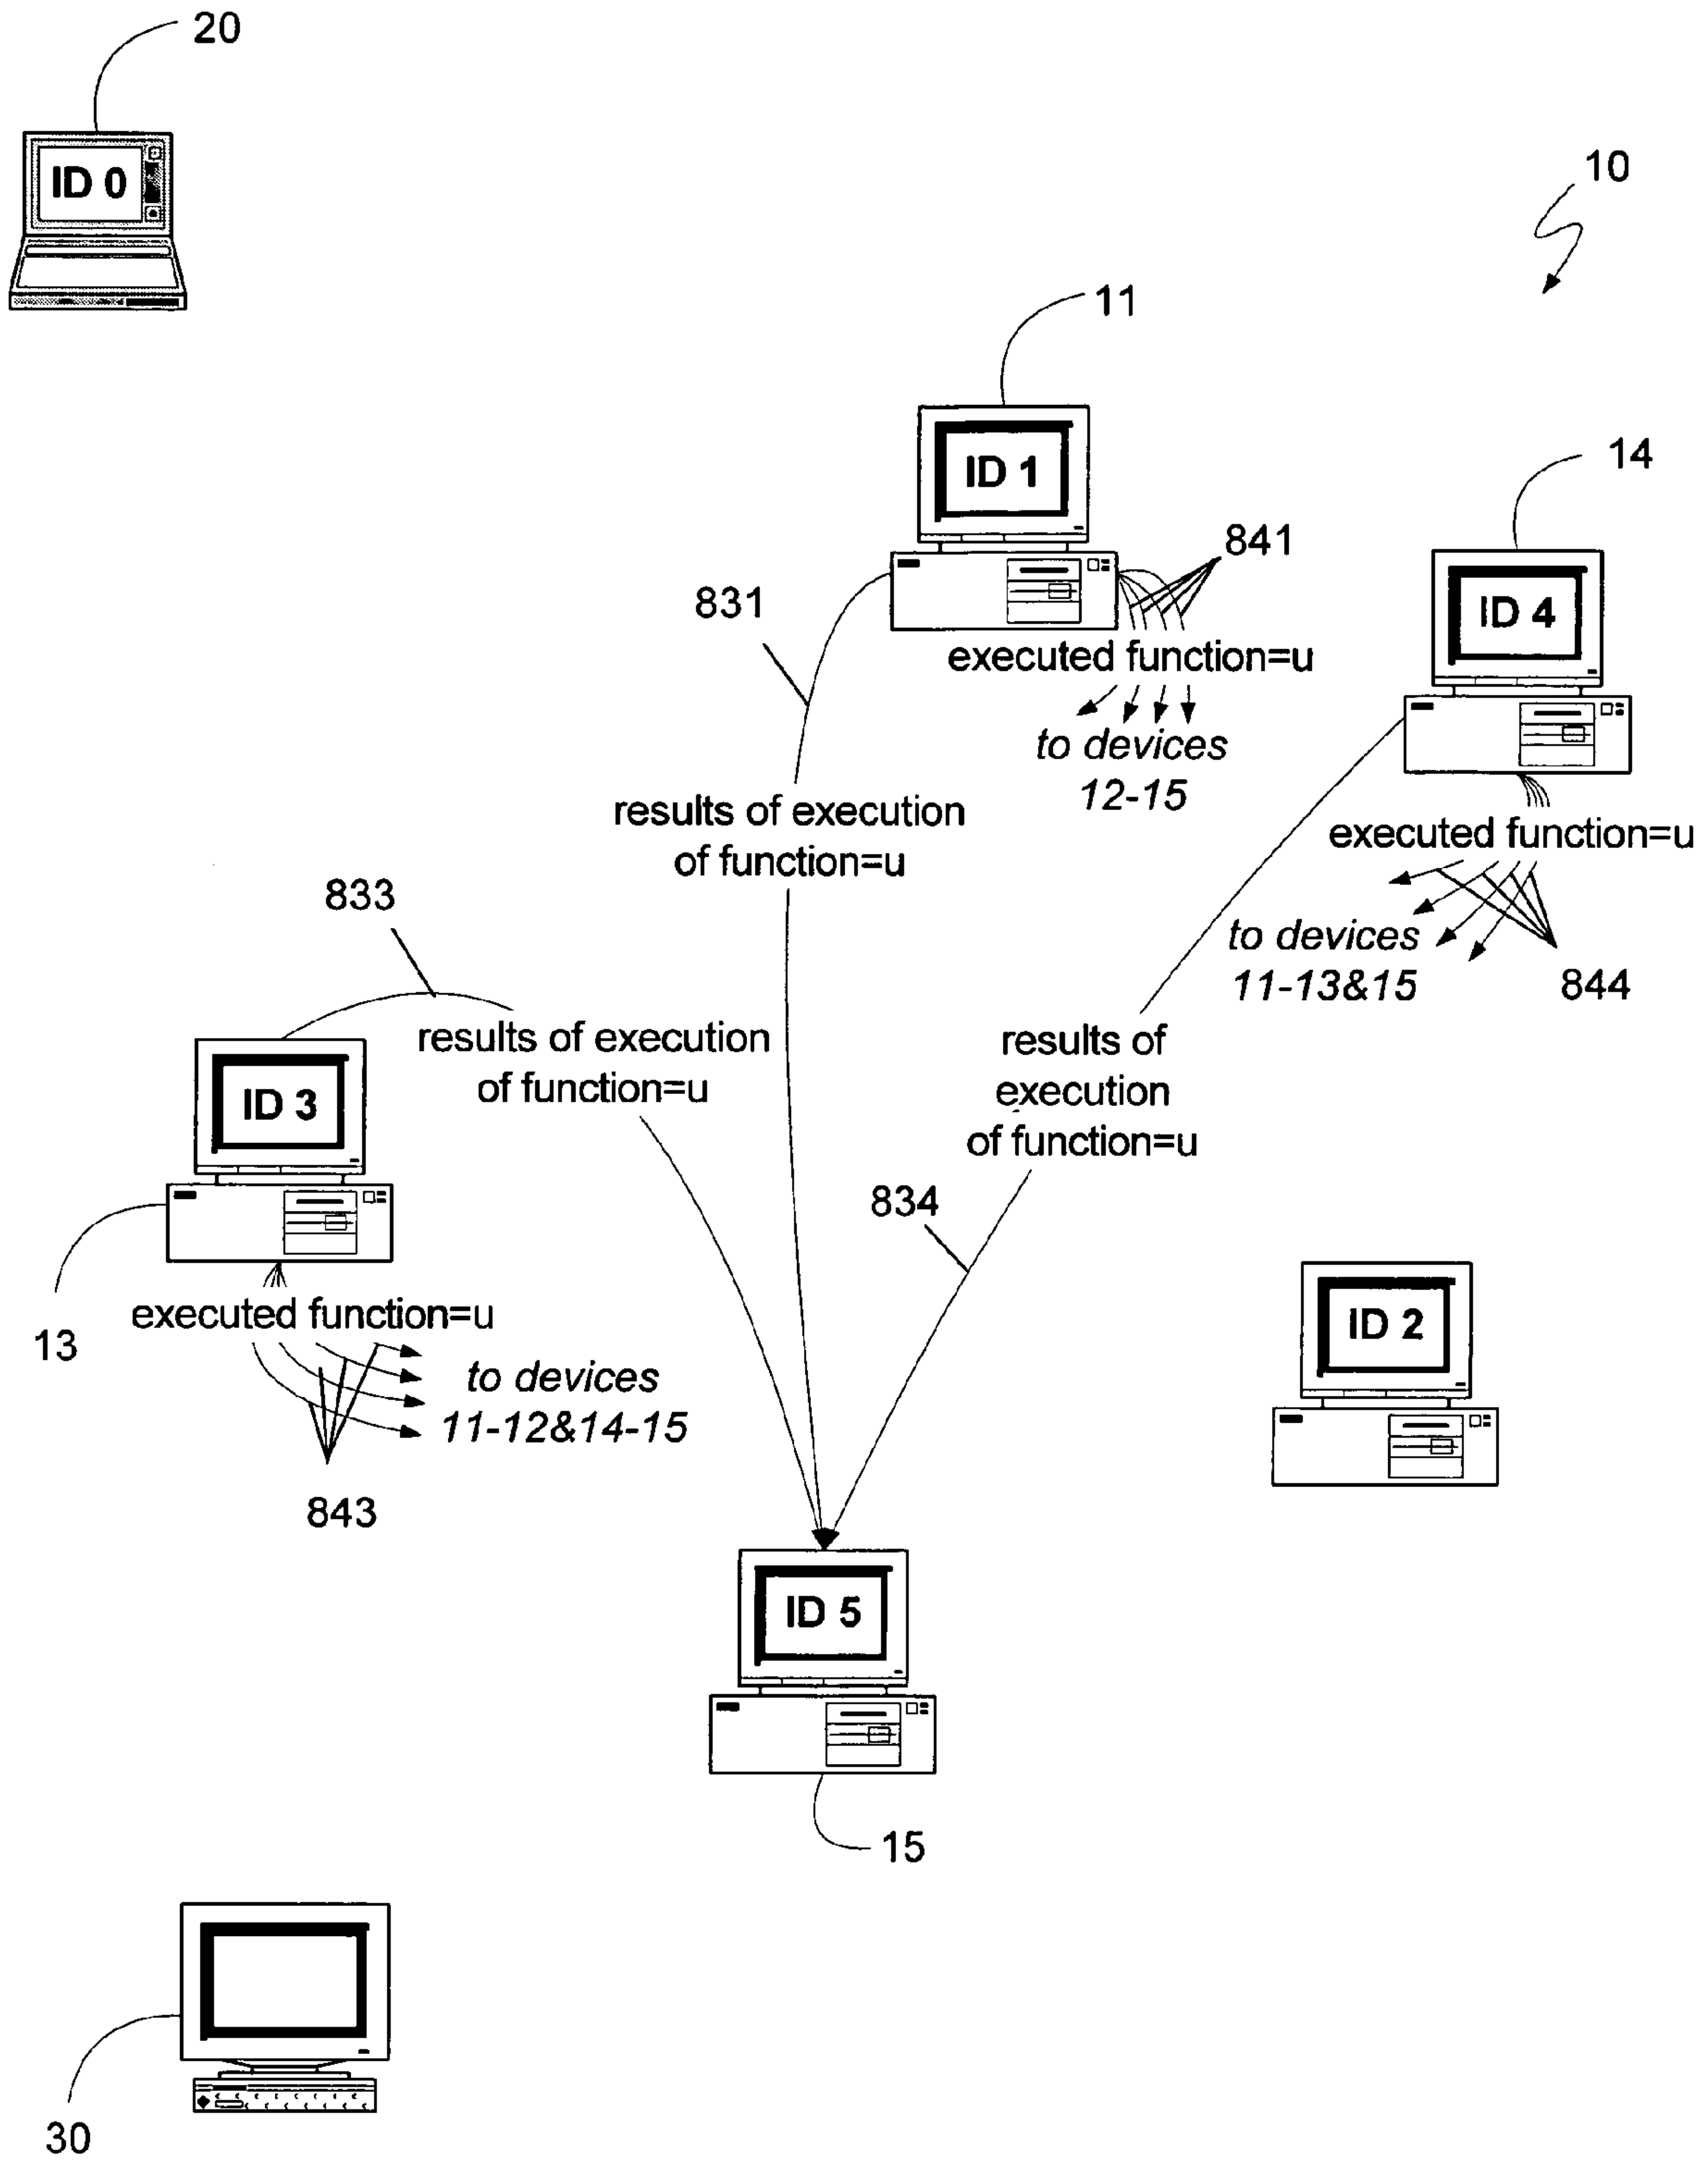 20
ID 0
10
11
ID 1
14
841
ID 4
831
executed function=u
to devices
12-15
results of execution
of function=u
executed function=u
833
to devices
11-13&15
844
results of execution
of function=u
results of
execution
of function=u
ID 3
834
13
executed function=u
ID 2
to devices
11-12&14-15
843
ID 5
15
30